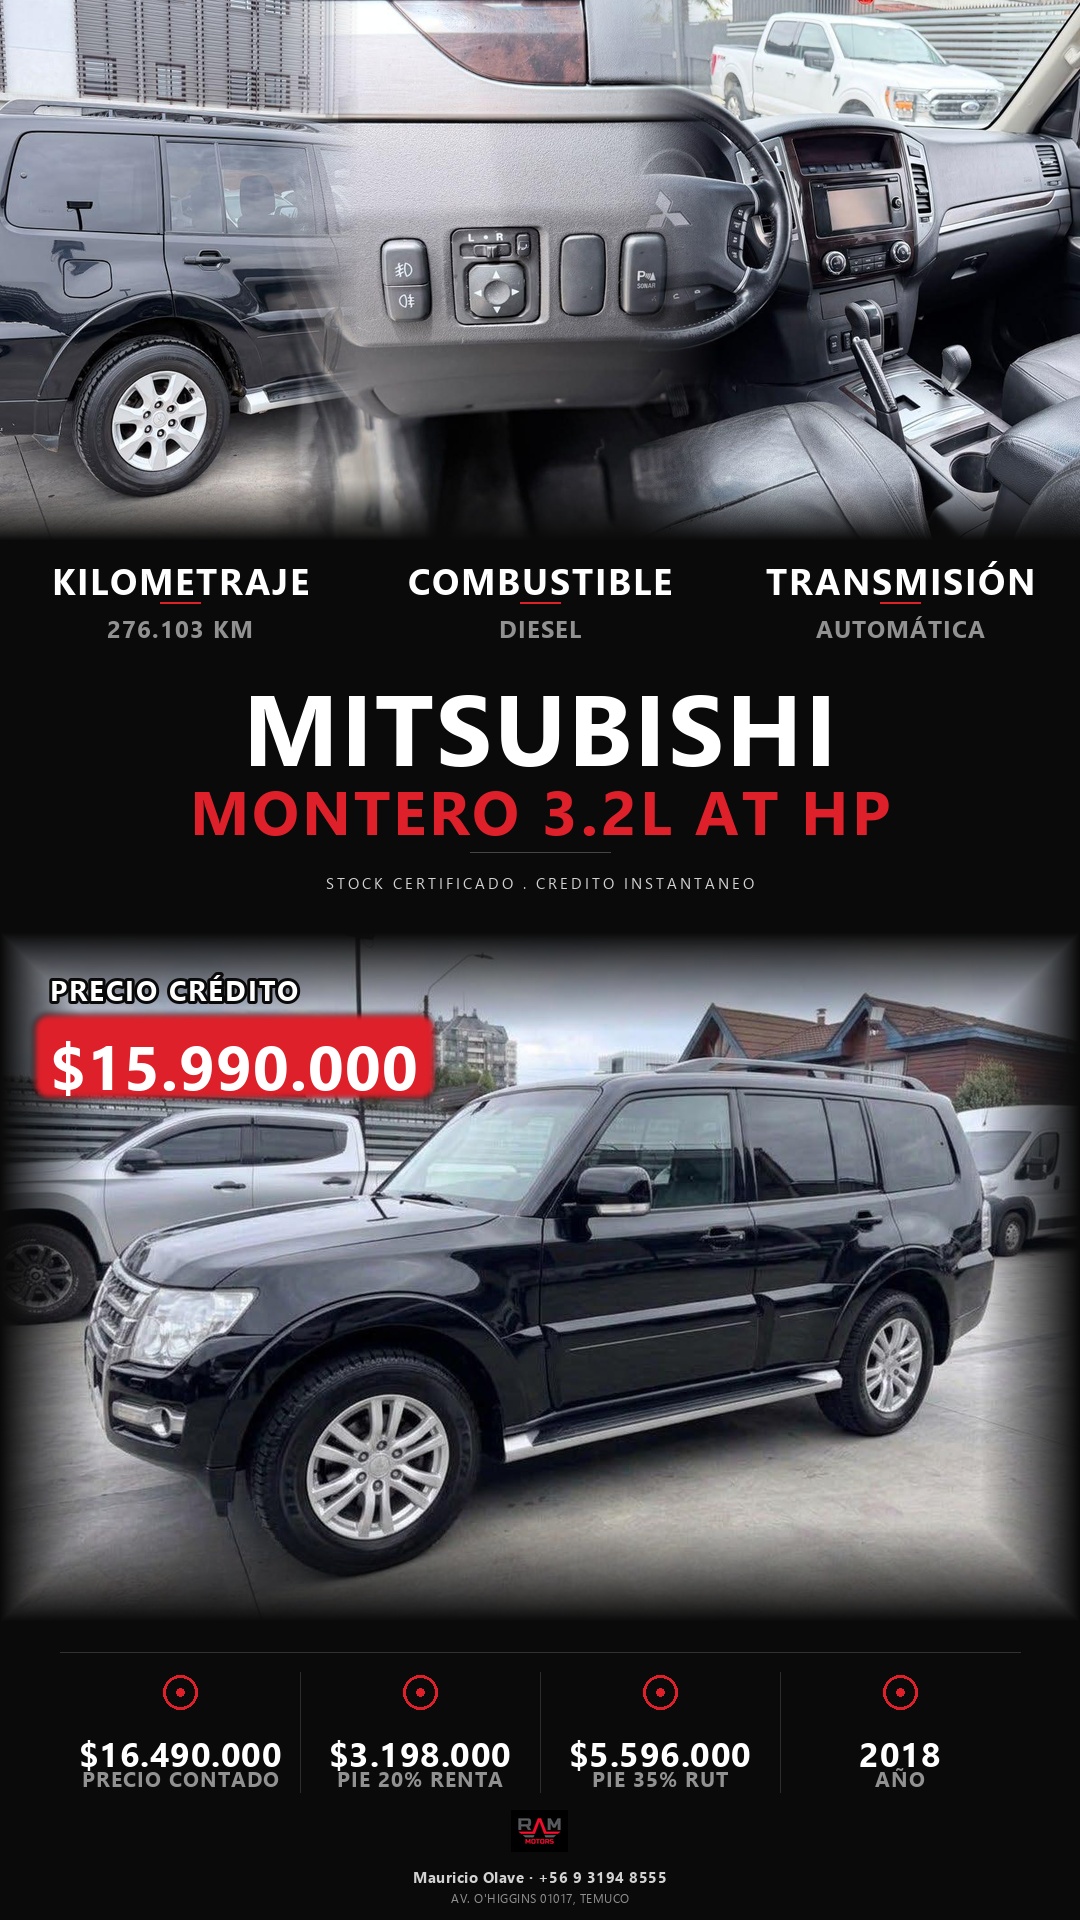 L • R
P
SONAR
KILOMETRAJE
276.103 KM
COMBUSTIBLE
DIESEL
TRANSMISIÓN
AUTOMÁTICA
MITSUBISHI
MONTERO 3.2L AT HP
STOCK CERTIFICADO . CREDITO INSTANTANEO
PRECIO CRÉDITO
$15.990.000
$16.490.000
PRECIO CONTADO
$3.198.000
PIE 20% RENTA
$5.596.000
PIE 35% RUT
2018
AÑO
RAM
MOTORS
Mauricio Olave · +56 9 3194 8555
AV. O'HIGGINS 01017, TEMUCO